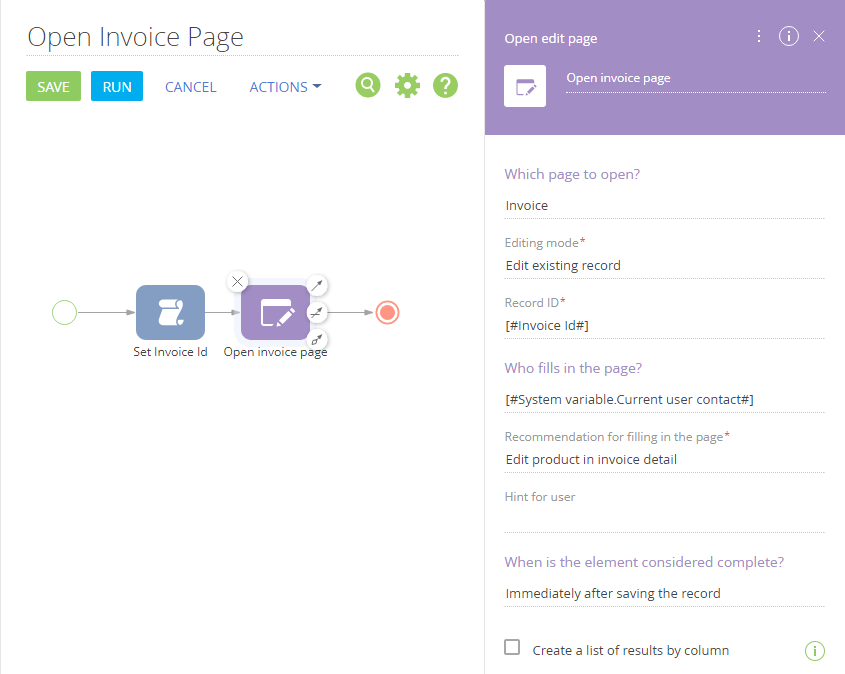 Open Invoice Page
SAVE
RUN
CANCEL
ACTIONS
?
Set Invoice Id
Open invoice page
Open edit page
i
Open invoice page
Which page to open?
Invoice
Editing mode*
Edit existing record
Record ID*
[#Invoice Id#]
Who fills in the page?
[#System variable.Current user contact#]
Recommendation for filling in the page*
Edit product in invoice detail
Hint for user
When is the element considered complete?
Immediately after saving the record
Create a list of results by column
i